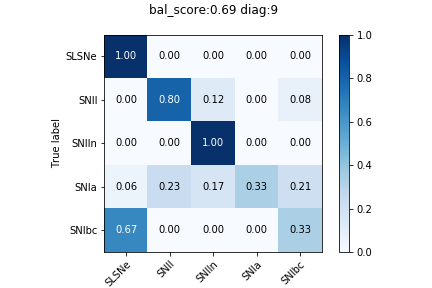 bal_score:0.69 diag:9
SLSNe 1.00 0.00 0.00 0.00 0.00
SNII 0.00 0.80 0.12 0.00 0.08
SNIIn 0.00 0.00 1.00 0.00 0.00
SNIa 0.06 0.23 0.17 0.33 0.21
SNIbc 0.67 0.00 0.00 0.00 0.33
SLSNe SNII SNIIn SNIa SNIbc
True label
1.0
0.8
0.6
0.4
0.2
0.0